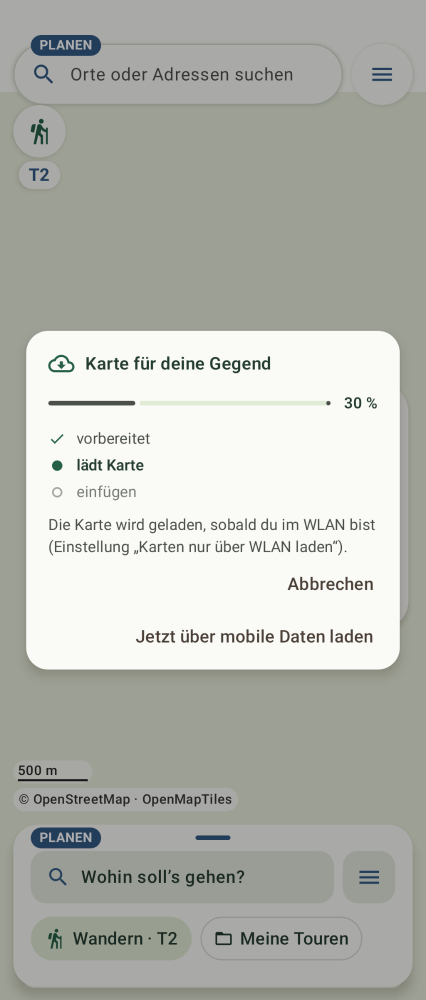 PLANEN
Orte oder Adressen suchen
T2
Karte für deine Gegend
30 %
vorbereitet
lädt Karte
einfügen
Die Karte wird geladen, sobald du im WLAN bist
(Einstellung „Karten nur über WLAN laden“).
Abbrechen
Jetzt über mobile Daten laden
500 m
© OpenStreetMap · OpenMapTiles
PLANEN
Wohin soll’s gehen?
Wandern · T2
Meine Touren